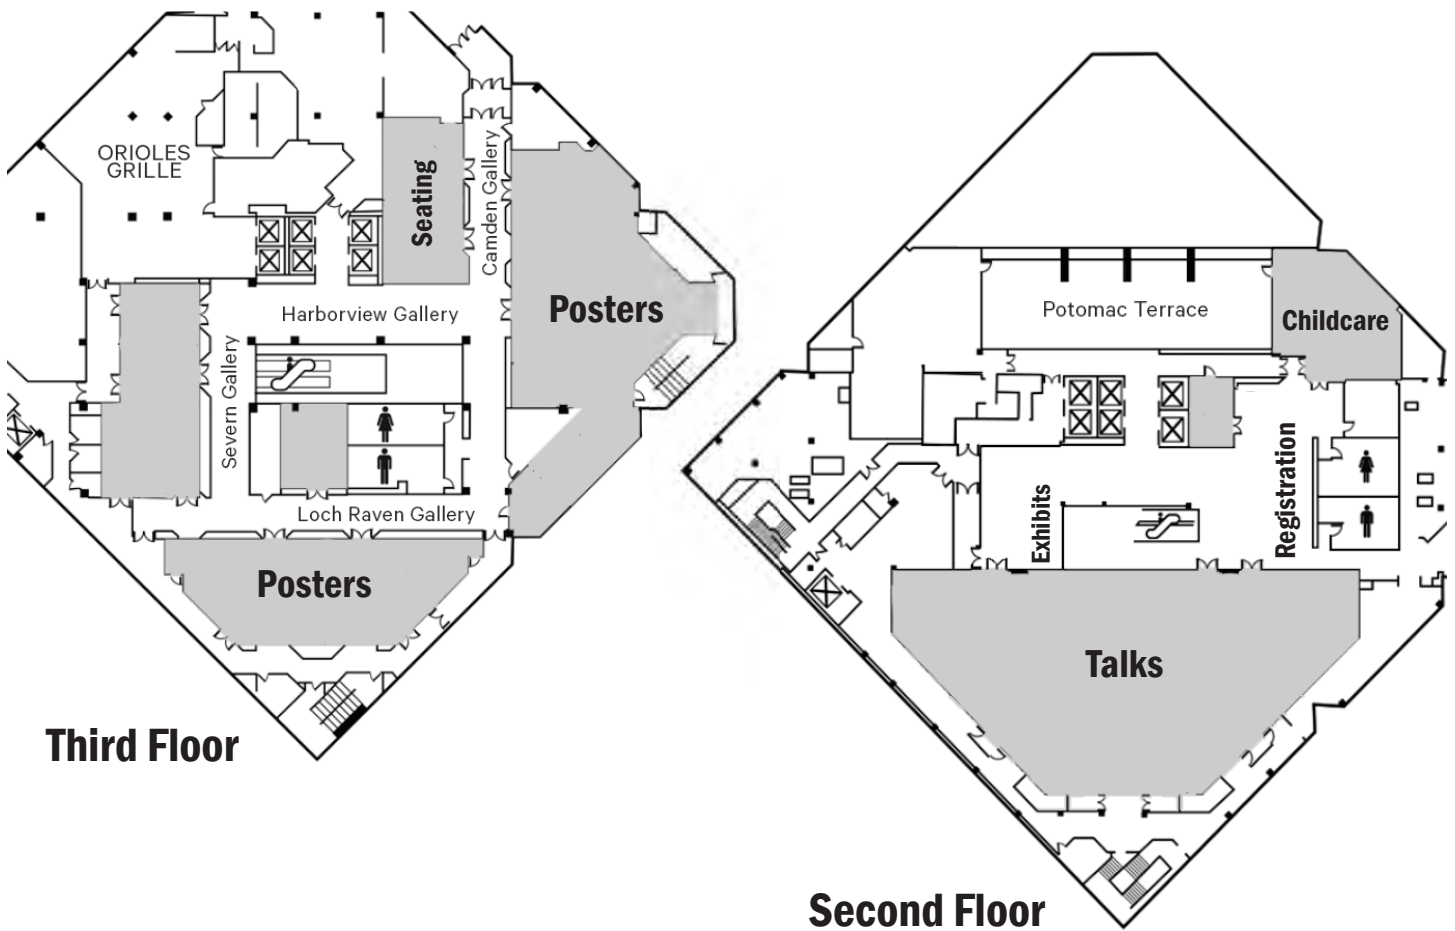 ORIOLES
GRILLE
Seating
Camden Gallery
Posters
Harborview Gallery
Severn Gallery
Loch Raven Gallery
Posters
Third Floor
Potomac Terrace
Childcare
Registration
Exhibits
Talks
Second Floor